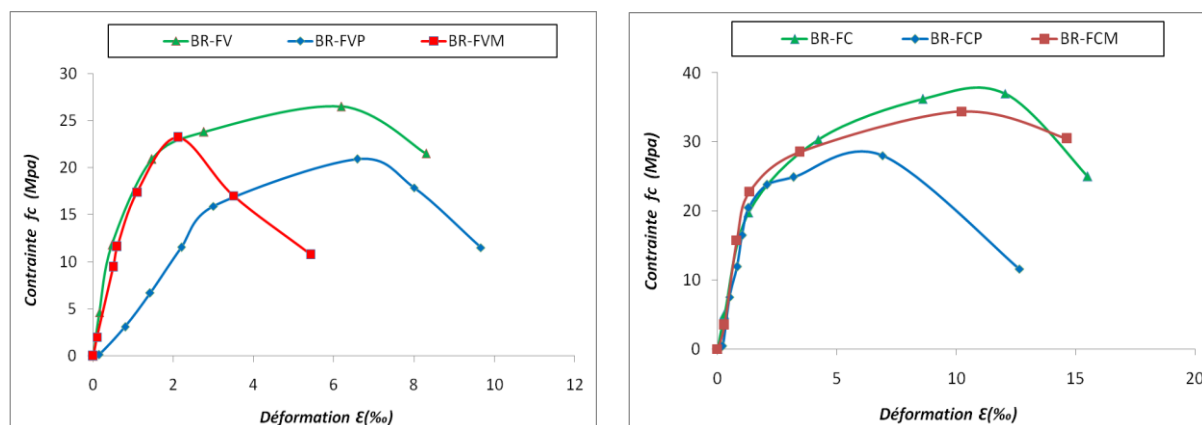 BR-FV BR-FVP BR-FVM
30
25
20
15
10
5
0
0 2 4 6 8 10 12
Contrainte fc (Mpa)
Déformation Ɛ(‰)
BR-FC BR-FCP BR-FCM
40
30
20
10
0
0 5 10 15 20
Contrainte fc (Mpa)
Déformation Ɛ(‰)